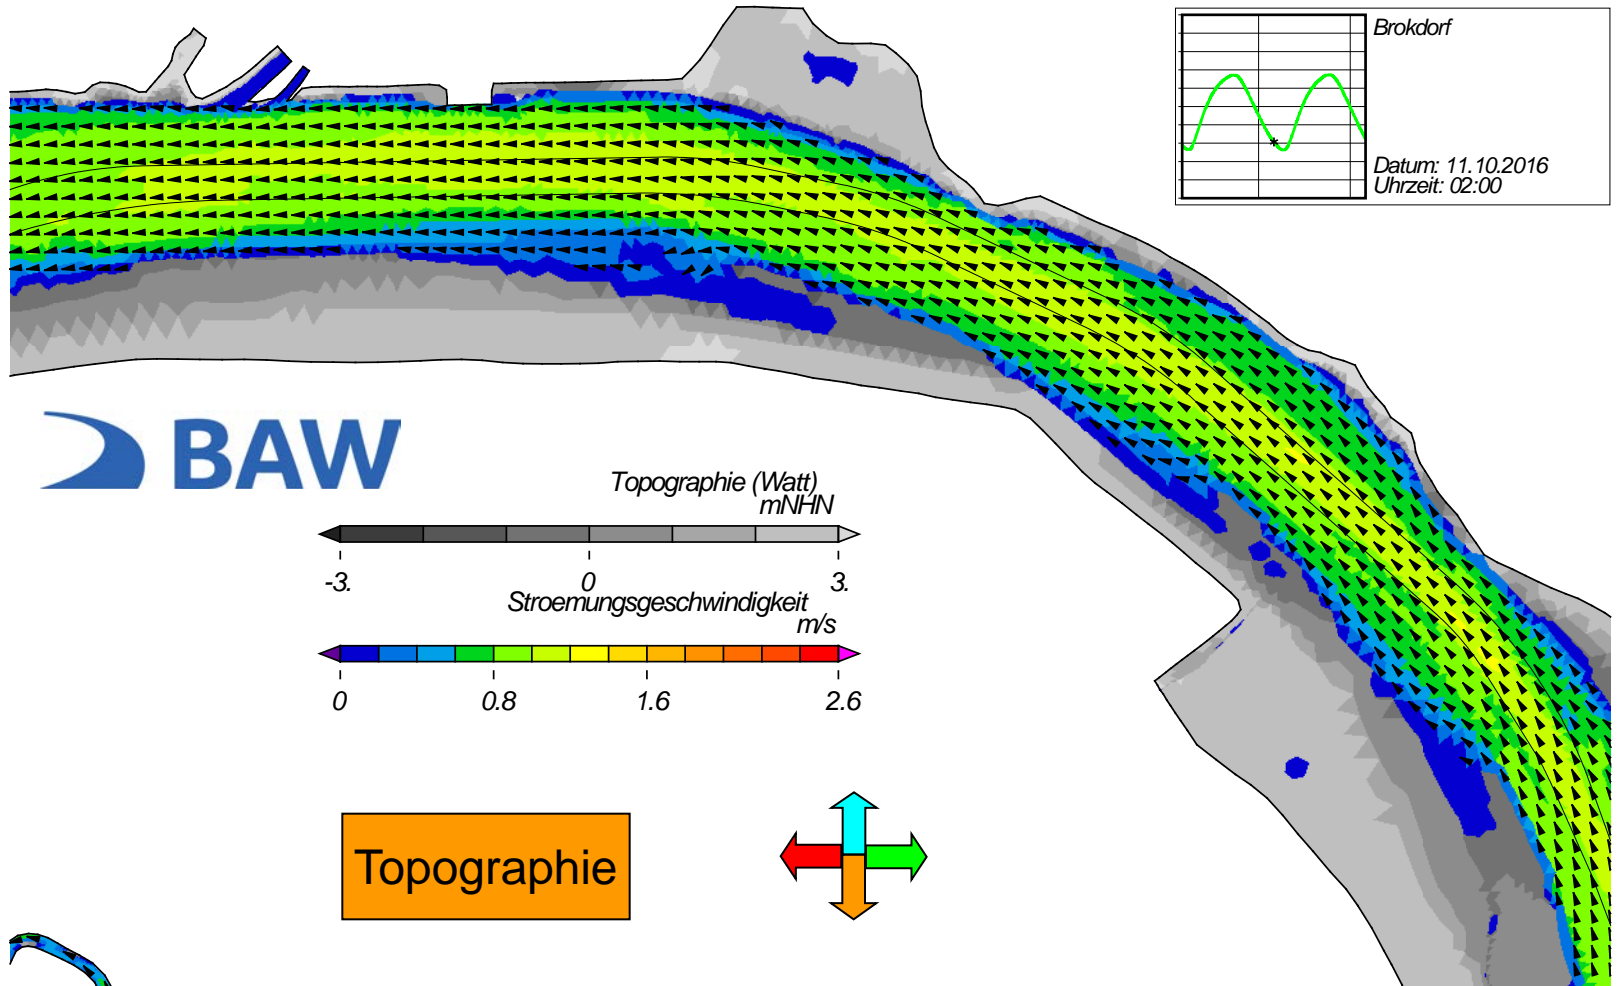 Brokdorf
Datum: 11.10.2016
Uhrzeit: 02:00
BAW
Topographie (Watt)
mNHN
-3. 0 3.
Stroemungsgeschwindigkeit
m/s
0 0.8 1.6 2.6
Topographie